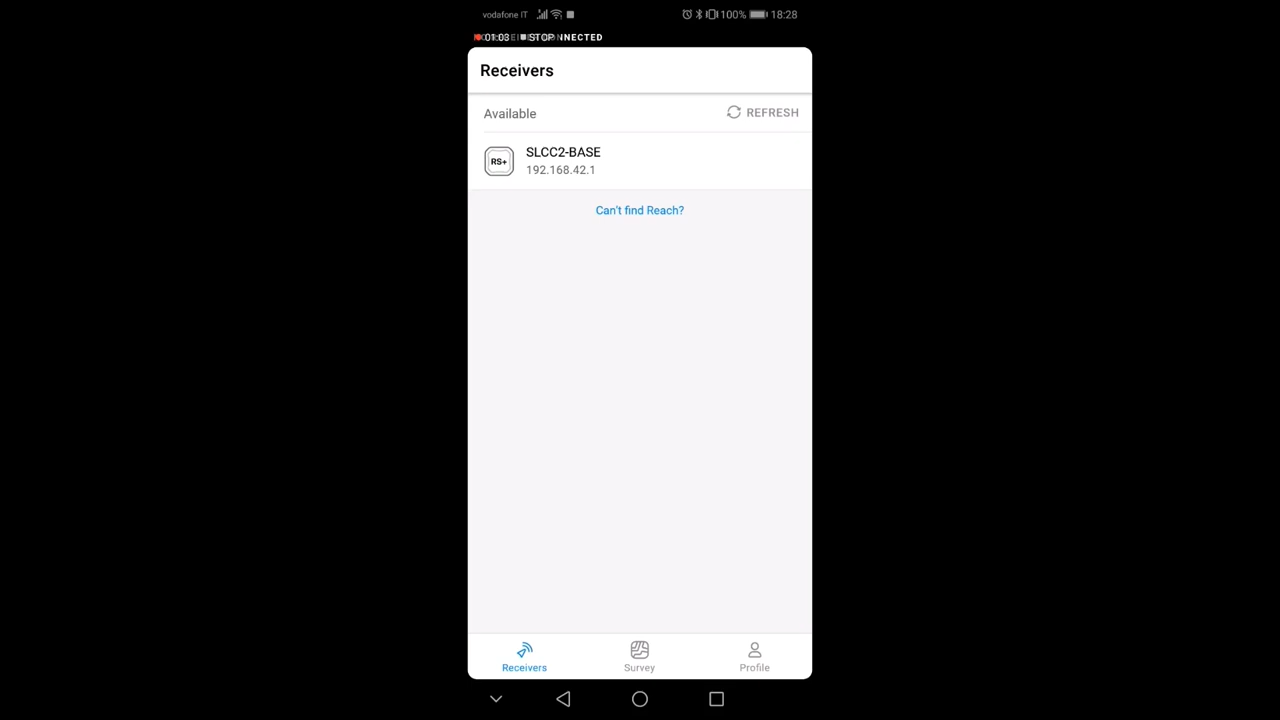 vodafone IT 100% 18:28
01:03 STOP NNECTED
Receivers
Available REFRESH
RS+ SLCC2-BASE
192.168.42.1
Can't find Reach?
Receivers Survey Profile